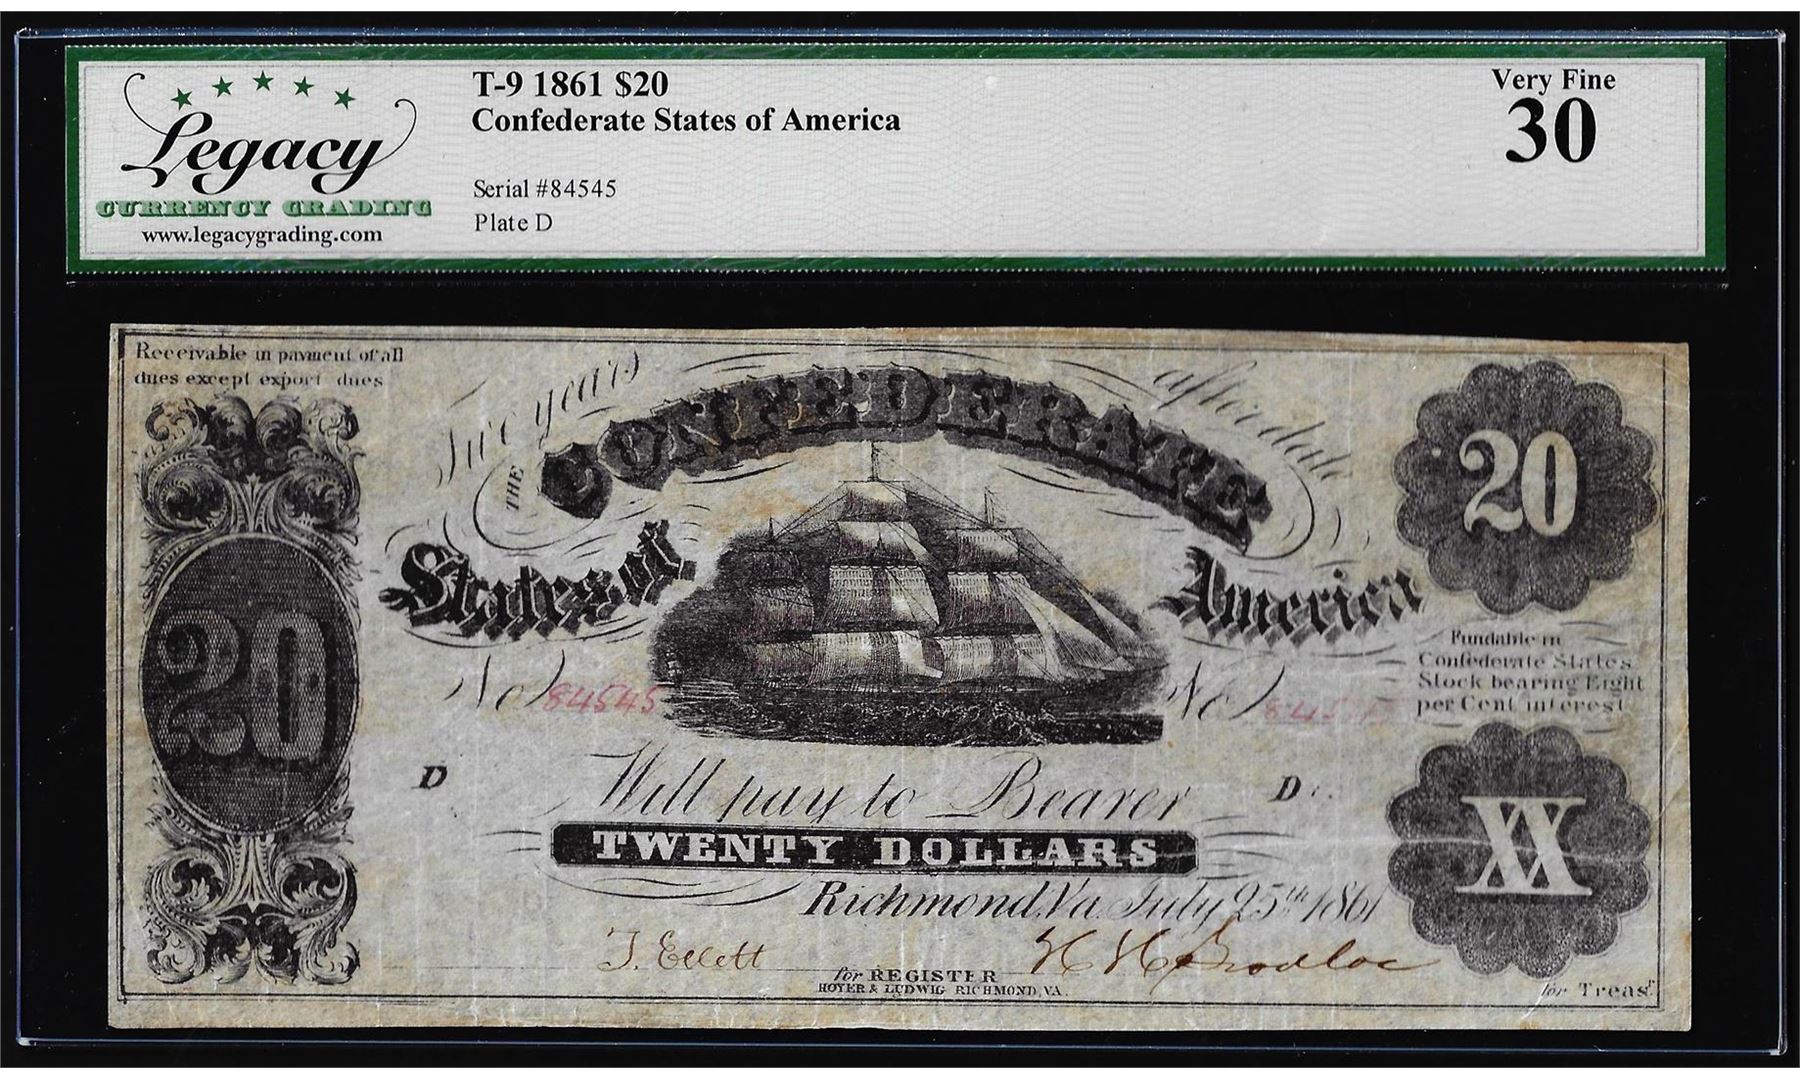 Legacy
CURRENCY GRADING
www.legacygrading.com
T-9 1861 $20
Confederate States of America
Serial #84545
Plate D
Very Fine
30
Receivable in payment of all
dues except export dues
Two years after date
THE CONFEDERATE
States of America
20
20
XX
Fundable in
Confederate States
Stock bearing Eight
per Cent interest
No 84545
No 84545
D
D
Will pay to Bearer
TWENTY DOLLARS
Richmond, Va. July 25th 1861
for REGISTER
HOYER & LUDWIG RICHMOND, VA.
for Treasr
T. Ellett